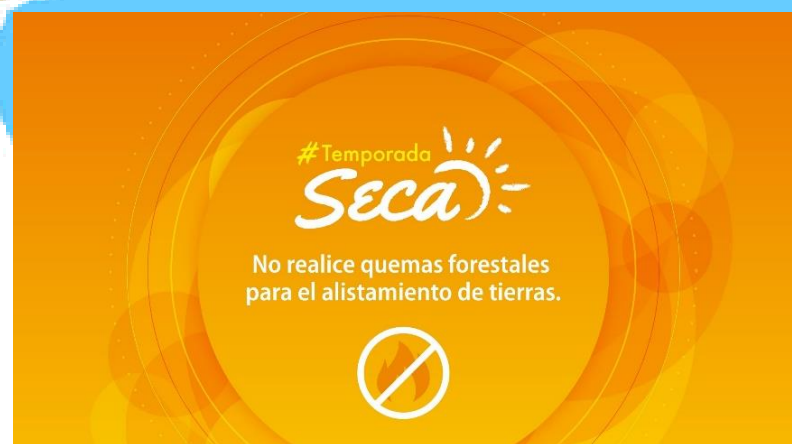 #Temporada
Seca
No realice quemas forestales
para el alistamiento de tierras.